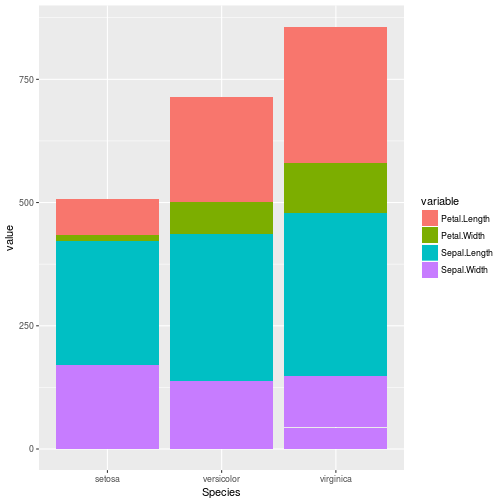 750
500
250
0
value
setosa
versicolor
virginica
Species
variable
Petal.Length
Petal.Width
Sepal.Length
Sepal.Width